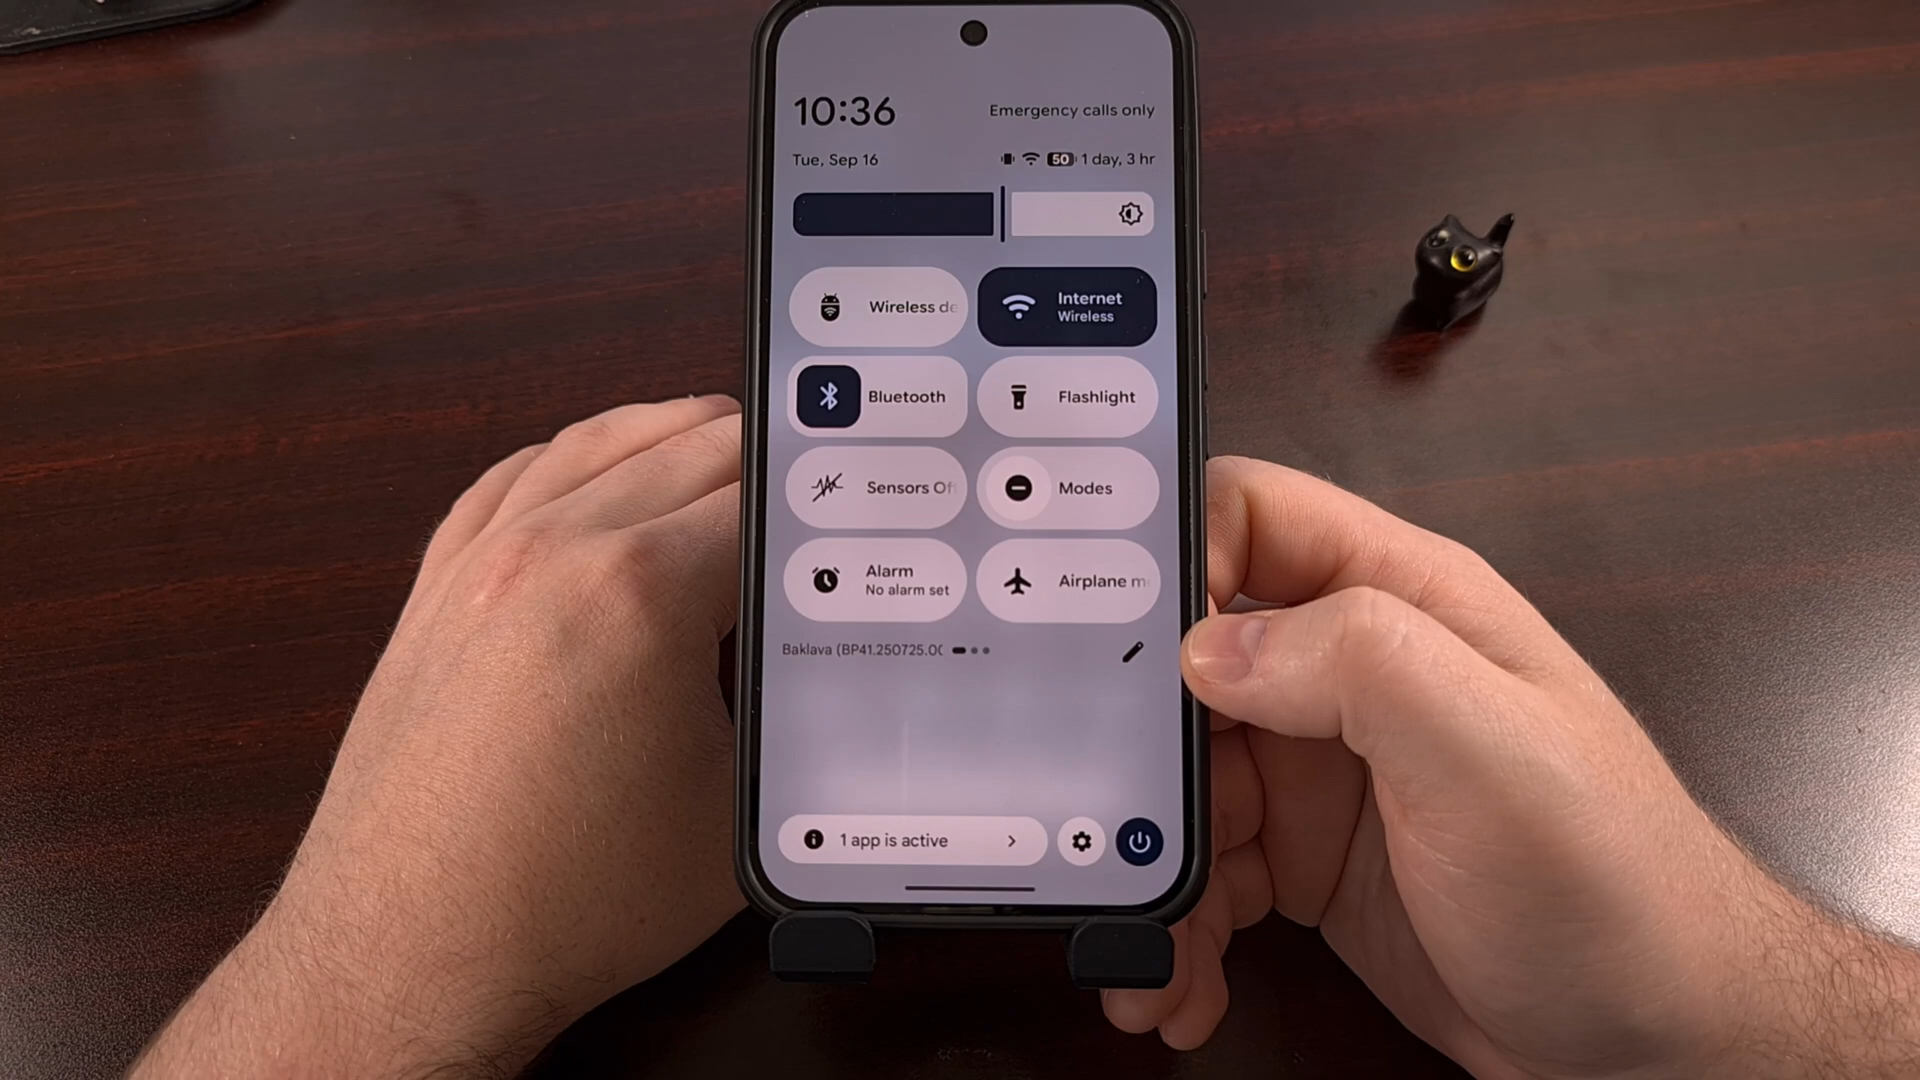 10:36
Emergency calls only
Tue, Sep 16
50 1 day, 3 hr
Wireless de
Internet
Wireless
Bluetooth
Flashlight
Sensors Of
Modes
Alarm
No alarm set
Airplane m
Baklava (BP41.250725.00
1 app is active